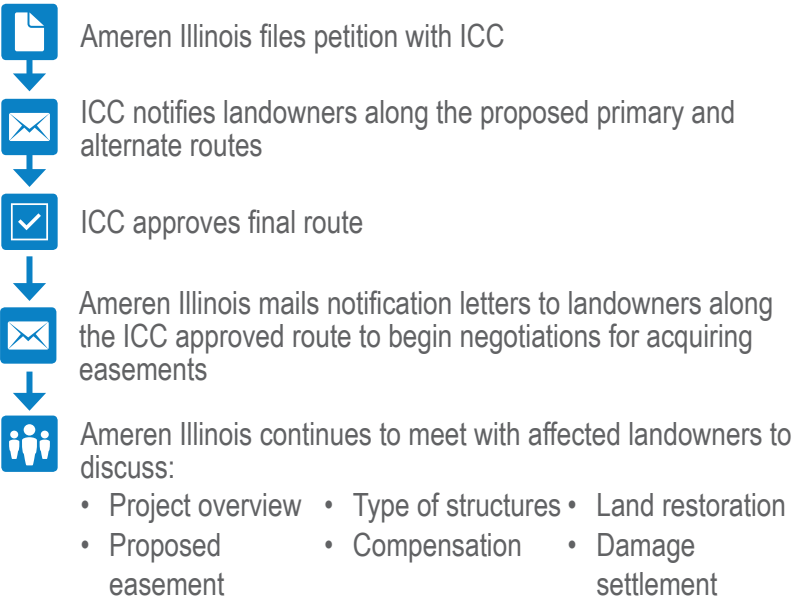 Ameren Illinois files petition with ICC
ICC notifies landowners along the proposed primary and
alternate routes
ICC approves final route
Ameren Illinois mails notification letters to landowners along
the ICC approved route to begin negotiations for acquiring
easements
Ameren Illinois continues to meet with affected landowners to
discuss:
• Project overview
• Proposed
easement
• Type of structures
• Compensation
• Land restoration
• Damage
settlement